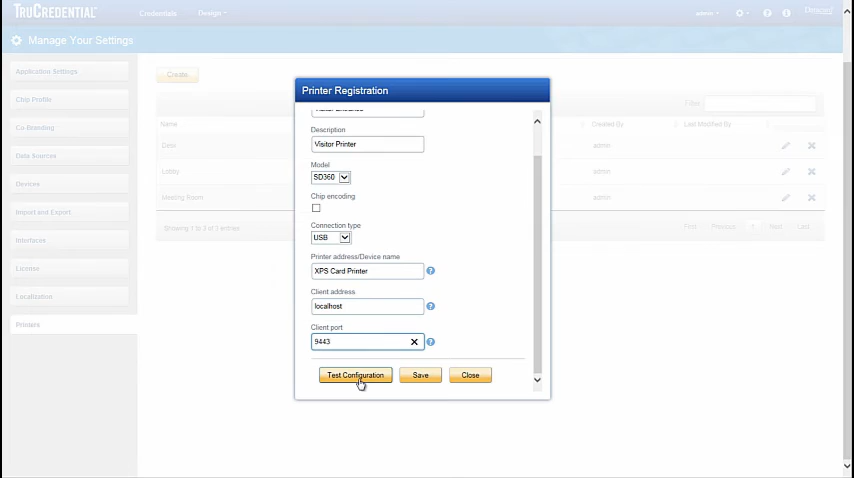 TRUCREDENTIAL™
Credentials
Design
admin
Manage Your Settings
Application Settings
Chip Profile
Co-Branding
Data Sources
Devices
Import and Export
Interfaces
License
Localization
Printers
Create
Filter
Name
Created By
Last Modified By
Desk
admin
Lobby
admin
Meeting Room
admin
Showing 1 to 3 of 3 entries
First Previous 1 Next Last
Printer Registration
Description
Visitor Printer
Model
SD360
Chip encoding
Connection type
USB
Printer address/Device name
XPS Card Printer
Client address
localhost
Client port
9443
Test Configuration
Save
Close